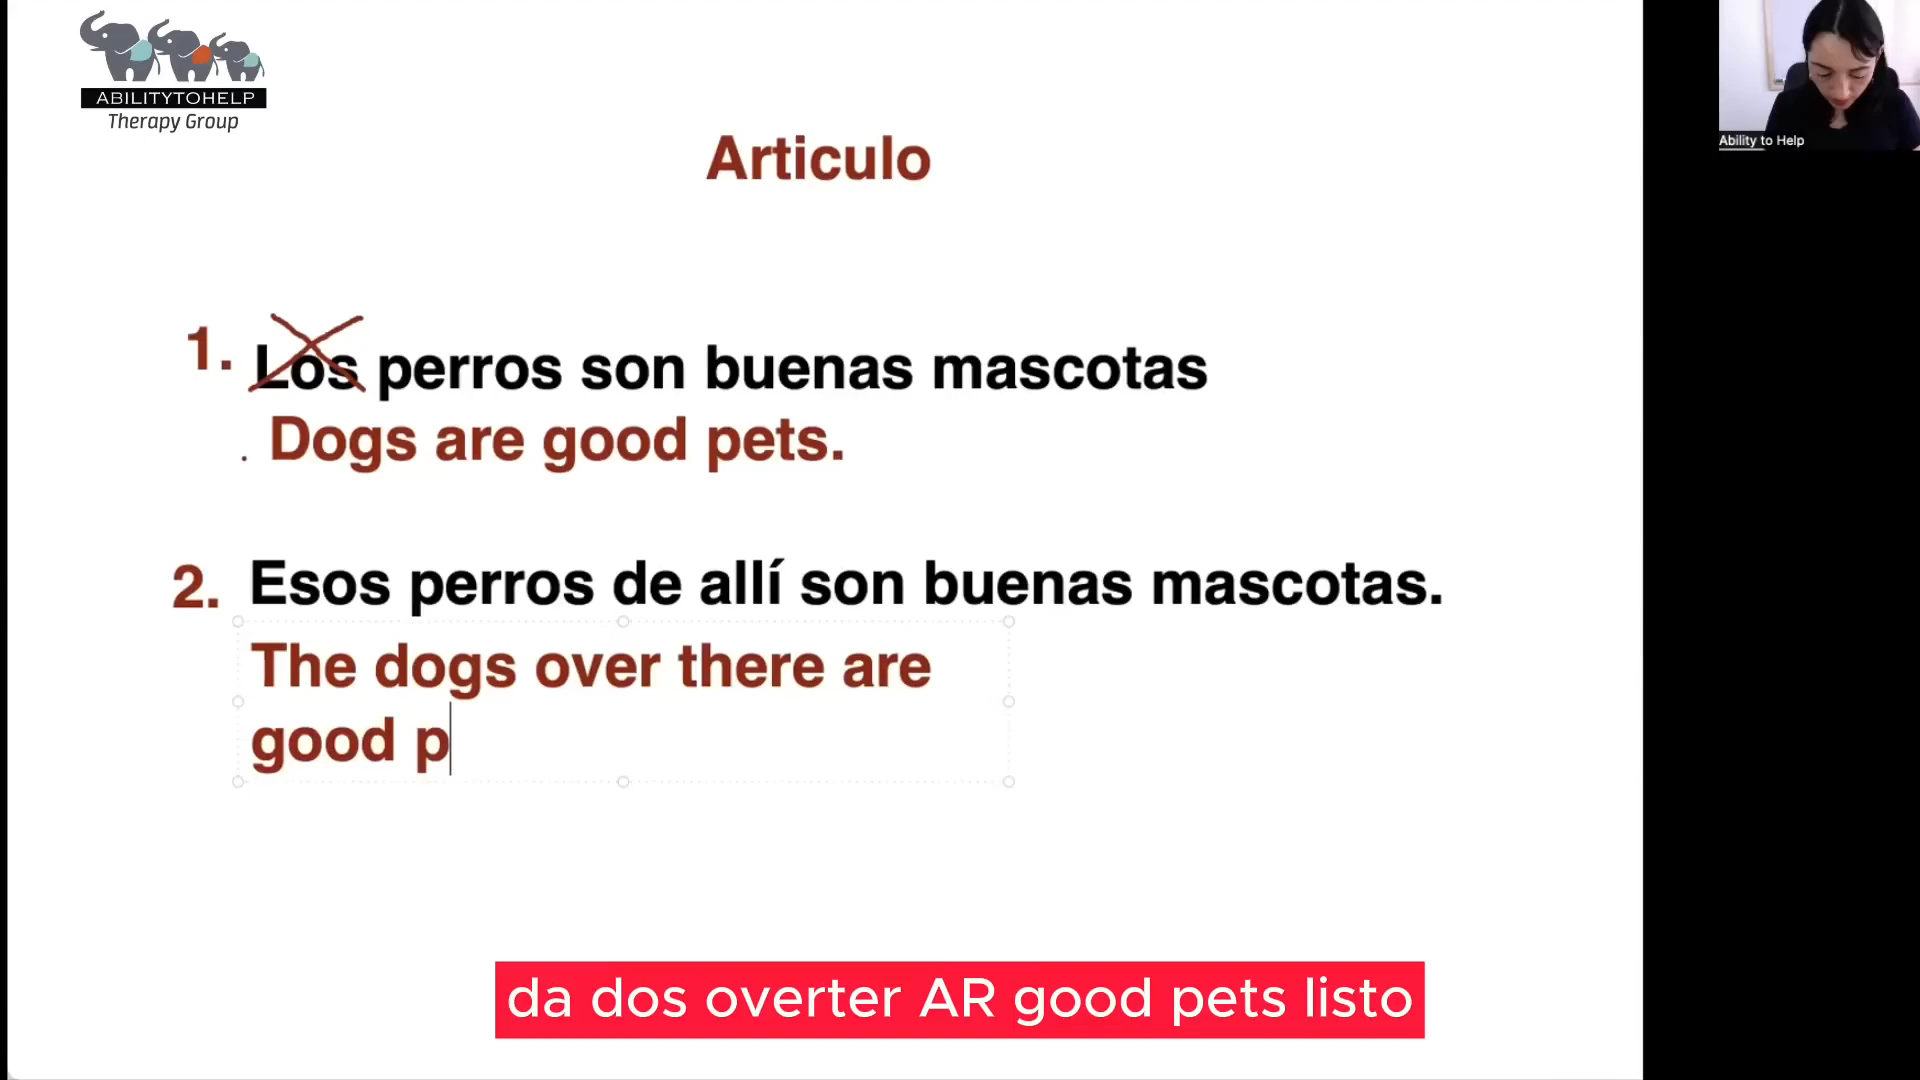 ABILITYTOHELP
Therapy Group
Ability to Help
Articulo
1. Los perros son buenas mascotas
. Dogs are good pets.
2. Esos perros de allí son buenas mascotas.
The dogs over there are
good p
da dos overter AR good pets listo